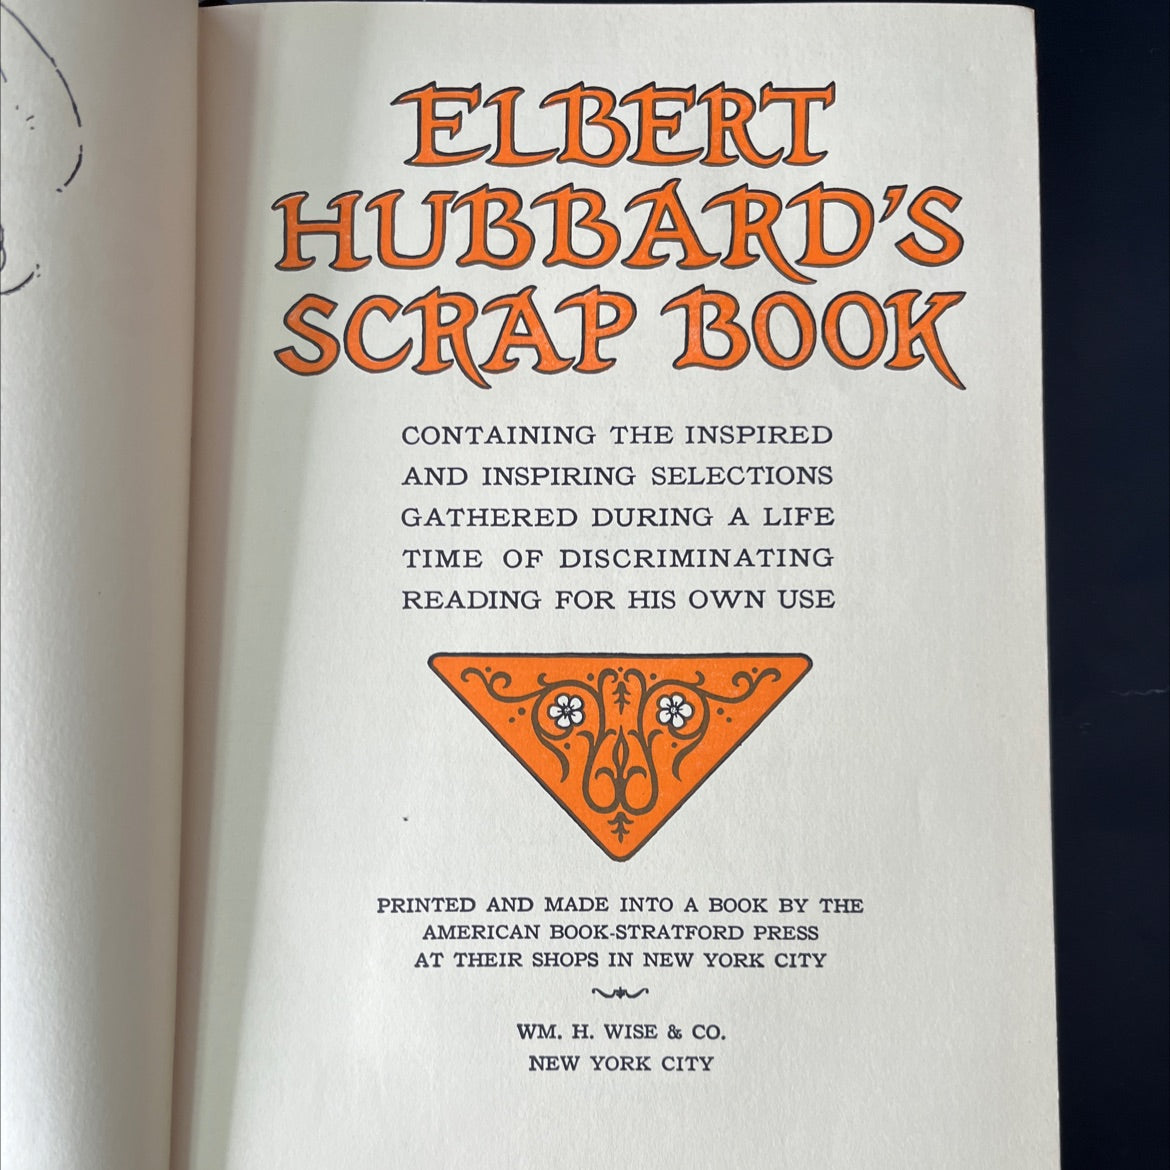 ELBERT
HUBBARD'S
SCRAP BOOK
CONTAINING THE INSPIRED
AND INSPIRING SELECTIONS
GATHERED DURING A LIFE
TIME OF DISCRIMINATING
READING FOR HIS OWN USE
PRINTED AND MADE INTO A BOOK BY THE
AMERICAN BOOK-STRATFORD PRESS
AT THEIR SHOPS IN NEW YORK CITY
WM. H. WISE & CO.
NEW YORK CITY